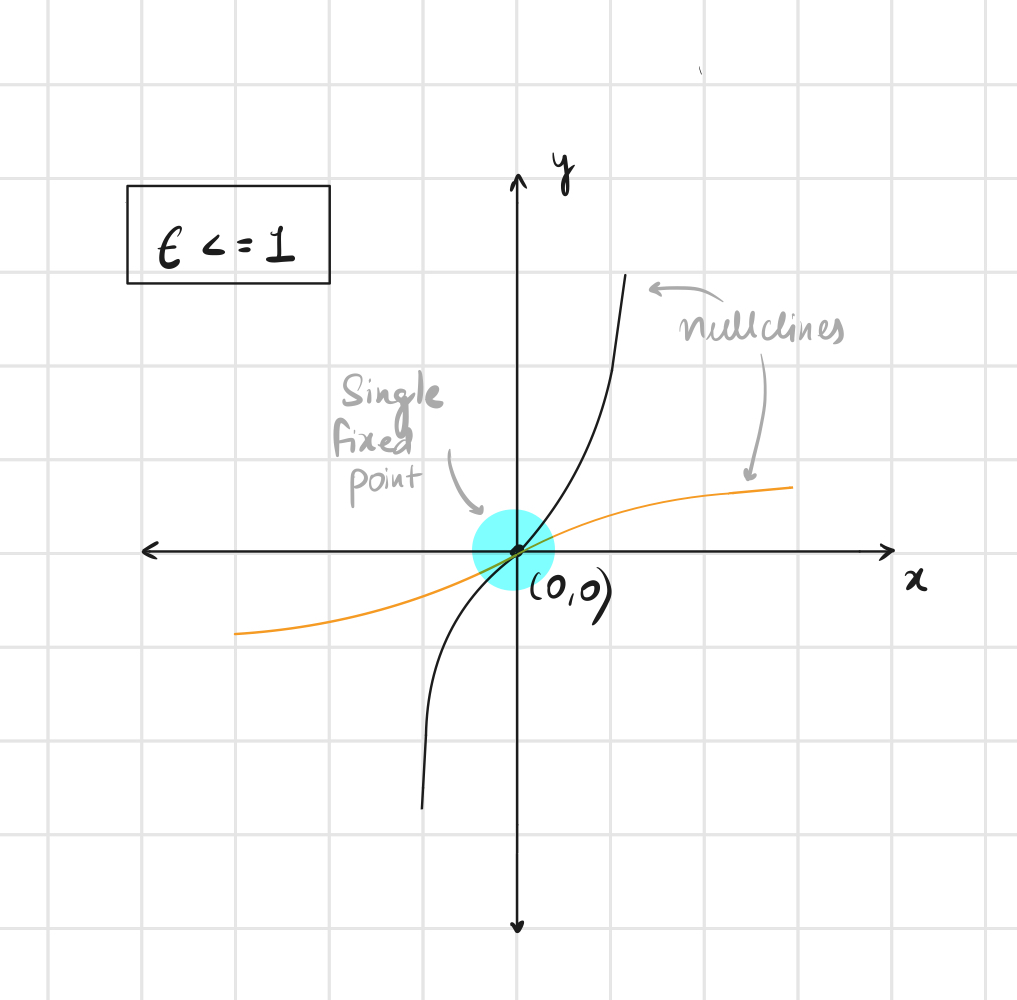 y
ϵ <= 1
nullclines
Single
fixed
point
(0,0)
x